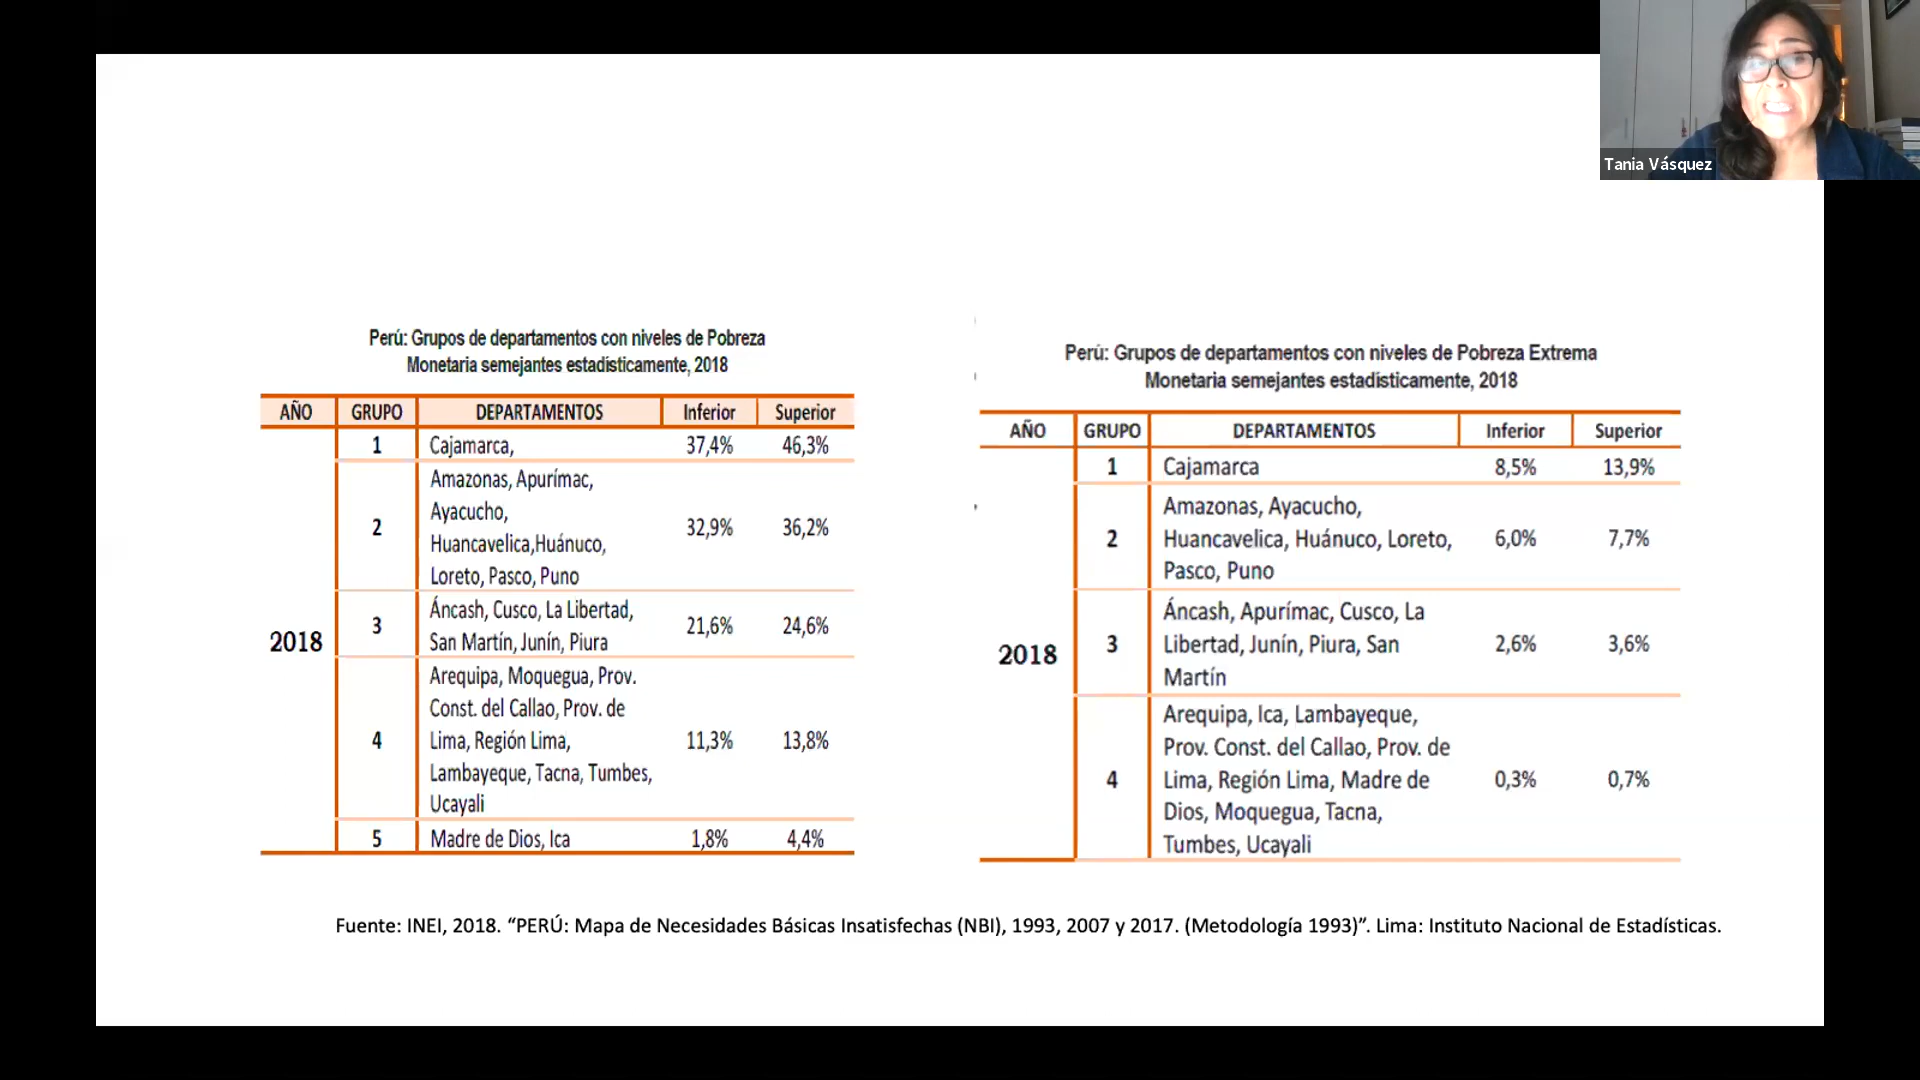 Tania Vásquez
Perú: Grupos de departamentos con niveles de Pobreza
Monetaria semejantes estadísticamente, 2018
AÑO GRUPO DEPARTAMENTOS Inferior Superior
1 Cajamarca, 37,4% 46,3%
Amazonas, Apurímac,
Ayacucho,
2 Huancavelica,Huánuco, 32,9% 36,2%
Loreto, Pasco, Puno
Áncash, Cusco, La Libertad,
2018 3 San Martín, Junín, Piura 21,6% 24,6%
Arequipa, Moquegua, Prov.
Const. del Callao, Prov. de
4 Lima, Región Lima, 11,3% 13,8%
Lambayeque, Tacna, Tumbes,
Ucayali
5 Madre de Dios, Ica 1,8% 4,4%
Perú: Grupos de departamentos con niveles de Pobreza Extrema
Monetaria semejantes estadísticamente, 2018
AÑO GRUPO DEPARTAMENTOS Inferior Superior
1 Cajamarca 8,5% 13,9%
Amazonas, Ayacucho,
2 Huancavelica, Huánuco, Loreto, 6,0% 7,7%
Pasco, Puno
Áncash, Apurímac, Cusco, La
2018 3 Libertad, Junín, Piura, San 2,6% 3,6%
Martín
Arequipa, Ica, Lambayeque,
Prov. Const. del Callao, Prov. de
4 Lima, Región Lima, Madre de 0,3% 0,7%
Dios, Moquegua, Tacna,
Tumbes, Ucayali
Fuente: INEI, 2018. “PERÚ: Mapa de Necesidades Básicas Insatisfechas (NBI), 1993, 2007 y 2017. (Metodología 1993)”. Lima: Instituto Nacional de Estadísticas.